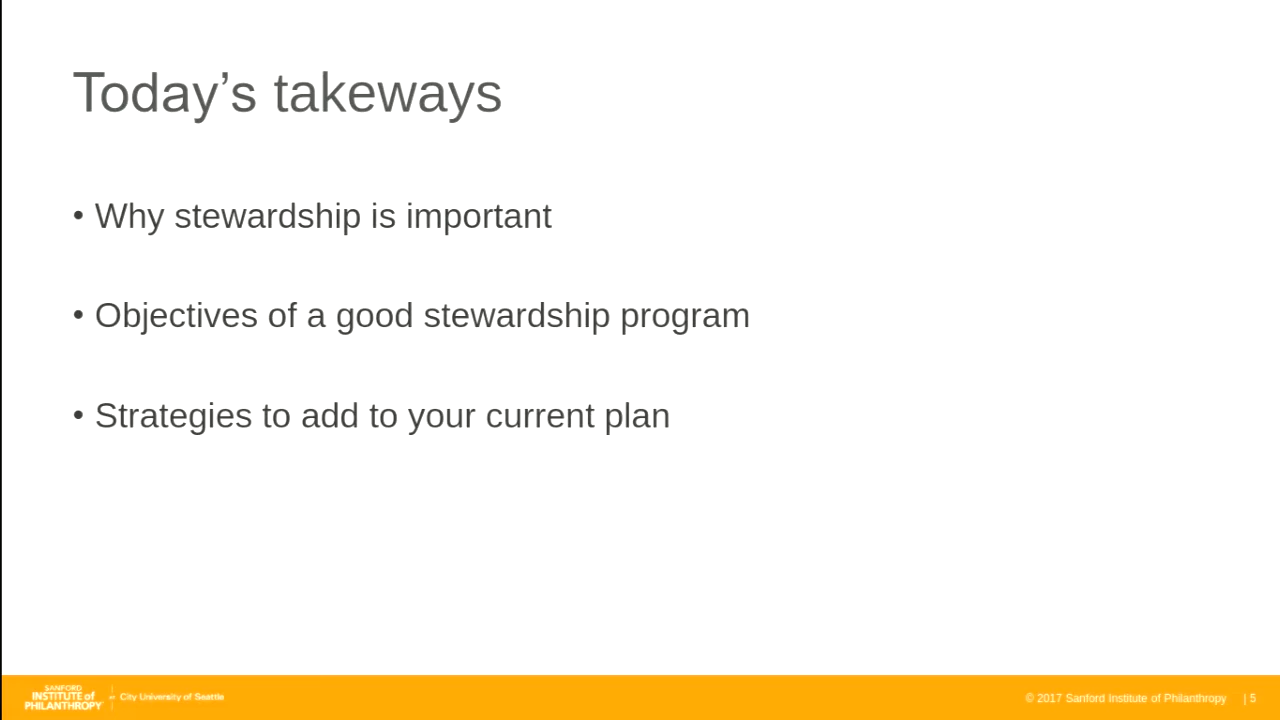 Today’s takeways
• Why stewardship is important
• Objectives of a good stewardship program
• Strategies to add to your current plan
SANFORD
INSTITUTE of
PHILANTHROPY
City University of Seattle
© 2017 Sanford Institute of Philanthropy | 5